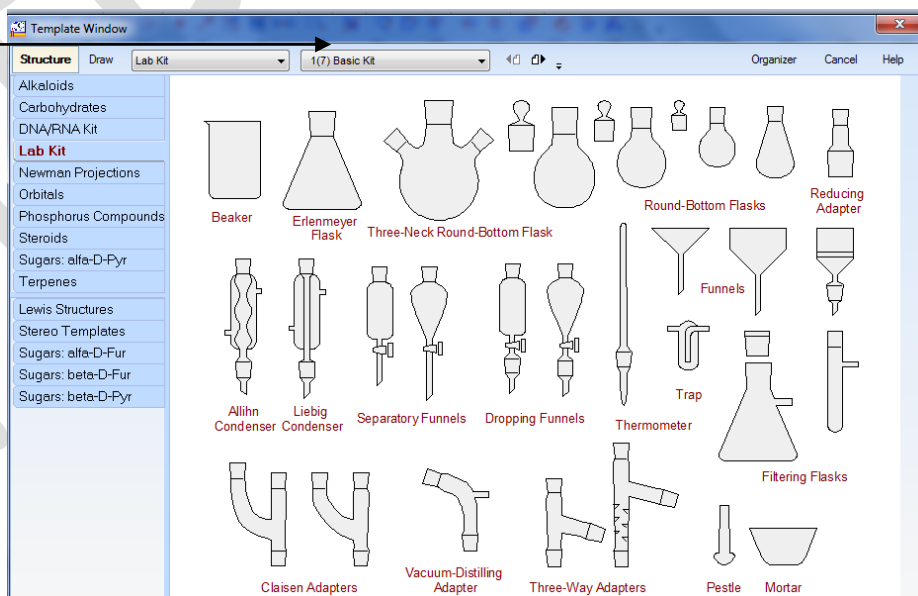 Template Window
Structure Draw Lab Kit 1(7) Basic Kit Organizer Cancel Help
Alkaloids
Carbohydrates
DNA/RNA Kit
Lab Kit
Newman Projections
Orbitals
Phosphorus Compounds
Steroids
Sugars: alfa-D-Pyr
Terpenes
Lewis Structures
Stereo Templates
Sugars: alfa-D-Fur
Sugars: beta-D-Fur
Sugars: beta-D-Pyr
Beaker
Erlenmeyer
Flask
Three-Neck Round-Bottom Flask
Round-Bottom Flasks
Reducing
Adapter
Funnels
Allihn
Condenser
Liebig
Condenser
Separatory Funnels
Dropping Funnels
Thermometer
Trap
Filtering Flasks
Claisen Adapters
Vacuum-Distilling
Adapter
Three-Way Adapters
Pestle
Mortar